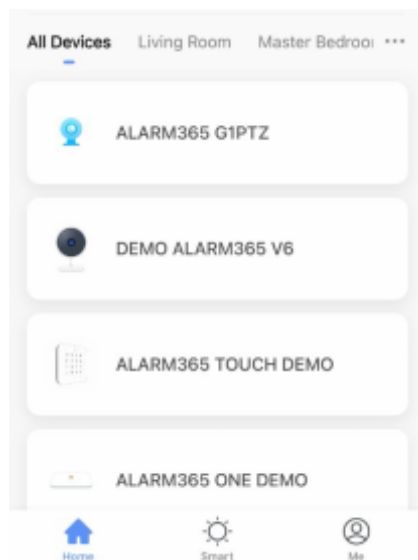 All Devices Living Room Master Bedroo
ALARM365 G1PTZ
DEMO ALARM365 V6
ALARM365 TOUCH DEMO
ALARM365 ONE DEMO
Home Smart Me